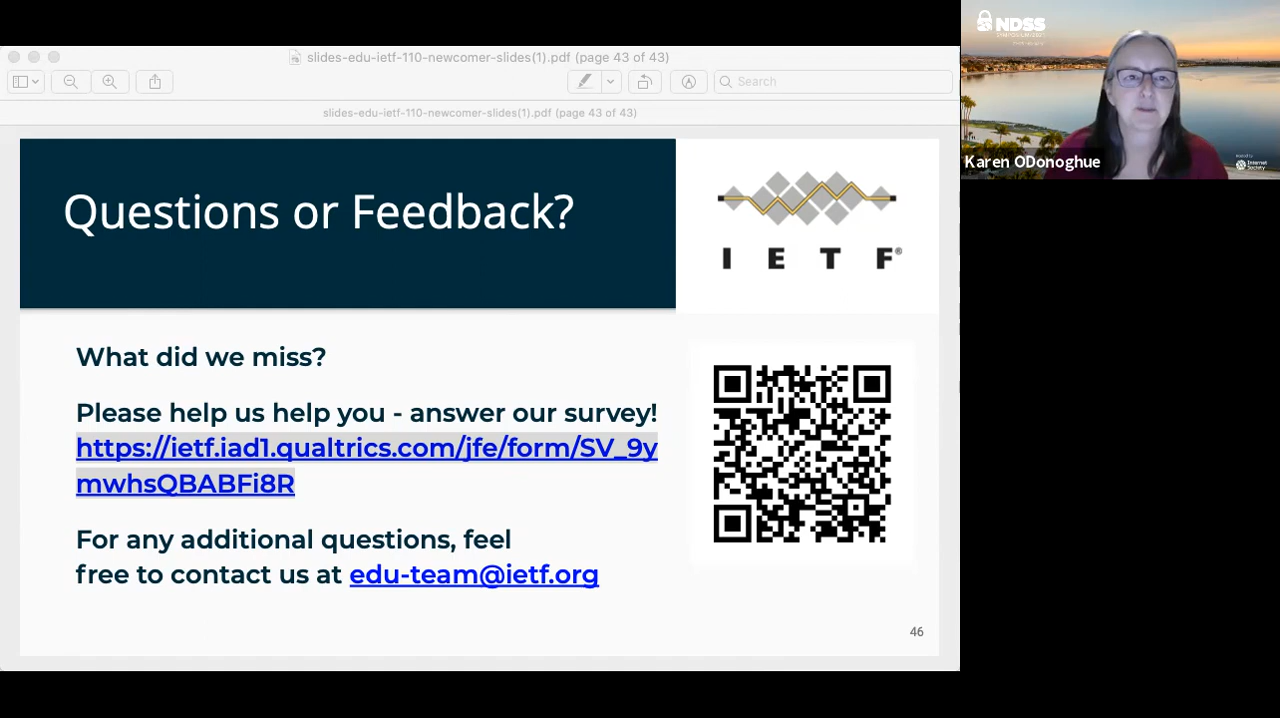 slides-edu-ietf-110-newcomer-slides(1).pdf (page 43 of 43)
Search
slides-edu-ietf-110-newcomer-slides(1).pdf (page 43 of 43)
Questions or Feedback?
I E T F®
What did we miss?
Please help us help you - answer our survey!
https://ietf.iad1.qualtrics.com/jfe/form/SV_9y
mwhsQBABFi8R
For any additional questions, feel
free to contact us at edu-team@ietf.org
46
NDSS
Karen ODonoghue
Internet
Society